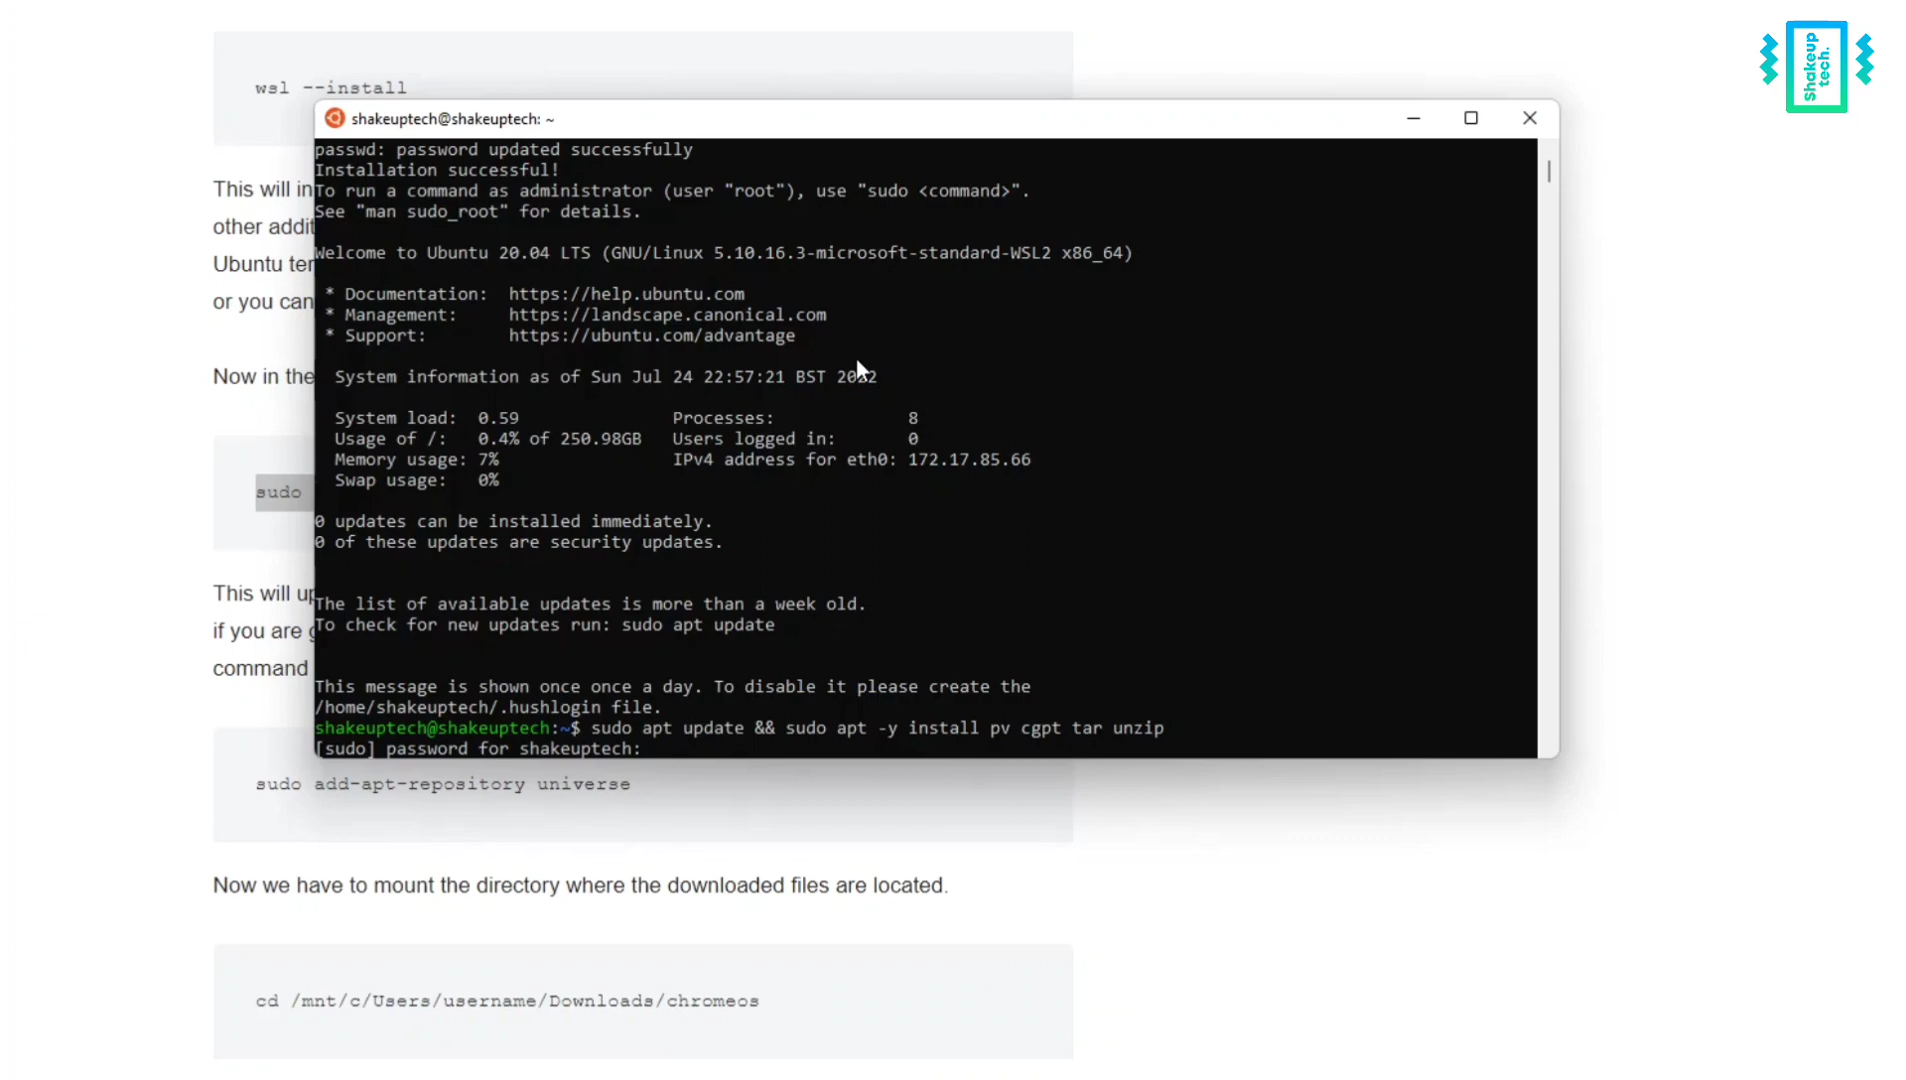 Shakeup
tech.
wsl --install
shakeuptech@shakeuptech: ~
passwd: password updated successfully
Installation successful!
This will in
To run a command as administrator (user "root"), use "sudo <command>".
See "man sudo_root" for details.
other addit
Welcome to Ubuntu 20.04 LTS (GNU/Linux 5.10.16.3-microsoft-standard-WSL2 x86_64)
Ubuntu ter
or you can
* Documentation: https://help.ubuntu.com
* Management: https://landscape.canonical.com
* Support: https://ubuntu.com/advantage
Now in the
System information as of Sun Jul 24 22:57:21 BST 2022
System load: 0.59 Processes: 8
Usage of /: 0.4% of 250.98GB Users logged in: 0
Memory usage: 7% IPv4 address for eth0: 172.17.85.66
Swap usage: 0%
sudo
0 updates can be installed immediately.
0 of these updates are security updates.
This will up
The list of available updates is more than a week old.
To check for new updates run: sudo apt update
if you are g
command
This message is shown once once a day. To disable it please create the
/home/shakeuptech/.hushlogin file.
shakeuptech@shakeuptech:~$ sudo apt update && sudo apt -y install pv cgpt tar unzip
[sudo] password for shakeuptech:
sudo add-apt-repository universe
Now we have to mount the directory where the downloaded files are located.
cd /mnt/c/Users/username/Downloads/chromeos